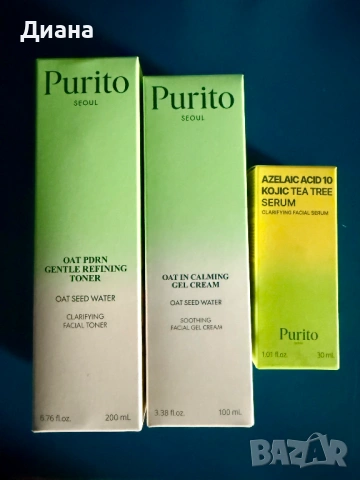 Диана
Purito
SEOUL
OAT PDRN
GENTLE REFINING
TONER
OAT SEED WATER
CLARIFYING
FACIAL TONER
6.76 fl.oz. 200 mL
Purito
SEOUL
OAT IN CALMING
GEL CREAM
OAT SEED WATER
SOOTHING
FACIAL GEL CREAM
3.38 fl.oz. 100 mL
AZELAIC ACID 10
KOJIC TEA TREE
SERUM
CLARIFYING FACIAL SERUM
Purito
SEOUL
1.01 fl.oz. 30 mL
BAZAR